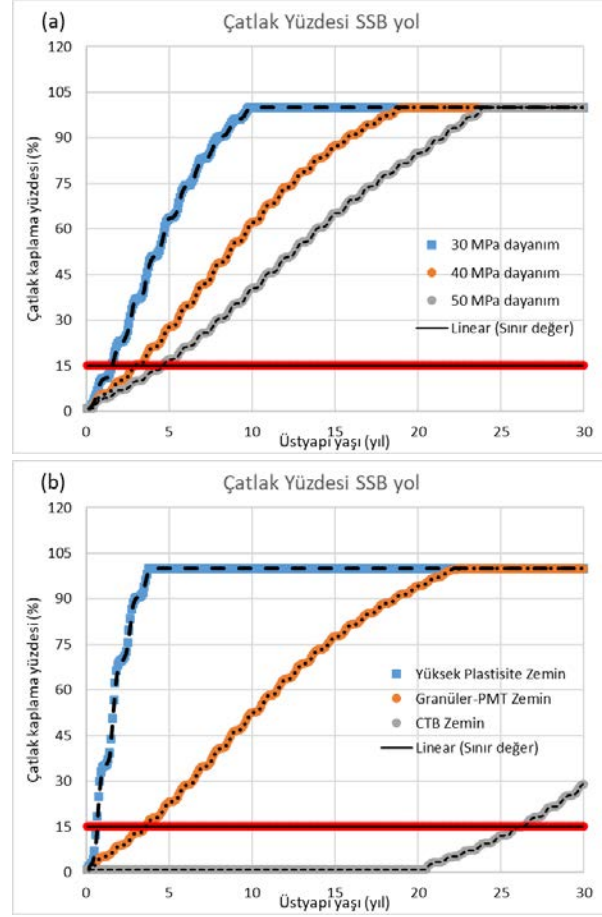 (a)
Çatlak Yüzdesi SSB yol
Çatlak kaplama yüzdesi (%)
120
105
90
75
60
45
30
15
0
30 MPa dayanım
40 MPa dayanım
50 MPa dayanım
Linear (Sınır değer)
0 5 10 15 20 25 30
Üstyapı yaşı (yıl)
(b)
Çatlak Yüzdesi SSB yol
Çatlak kaplama yüzdesi (%)
120
105
90
75
60
45
30
15
0
Yüksek Plastisite Zemin
Granüler-PMT Zemin
CTB Zemin
Linear (Sınır değer)
0 5 10 15 20 25 30
Üstyapı yaşı (yıl)